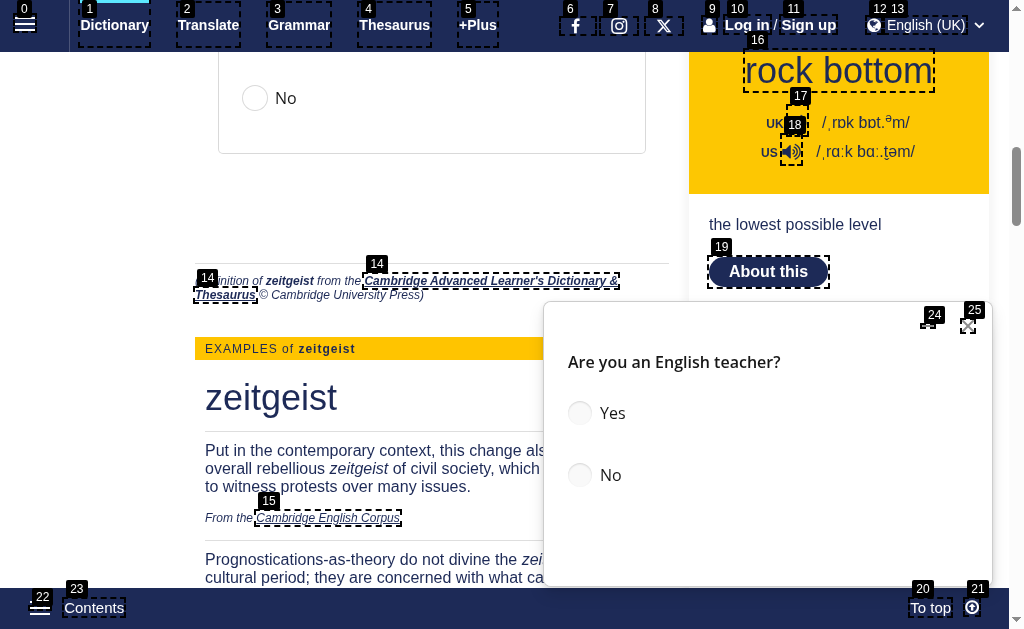 0 1 2 3 4 5 6 7 8 9 10 11 12 13
Dictionary Translate Grammar Thesaurus +Plus Log in / Sign up English (UK)
16
rock bottom
No
17
UK /ˌrɒk bɒt.ᵊm/
18
US /ˌrɑːk bɑː.t̬əm/
the lowest possible level
19
About this
14 14
inition of zeitgeist from the Cambridge Advanced Learner's Dictionary &
Thesaurus © Cambridge University Press)
24 25
EXAMPLES of zeitgeist
Are you an English teacher?
zeitgeist
Yes
No
Put in the contemporary context, this change als
overall rebellious zeitgeist of civil society, which
to witness protests over many issues.
15
From the Cambridge English Corpus
Prognostications-as-theory do not divine the zei
cultural period; they are concerned with what ca
22 23 20 21
Contents To top